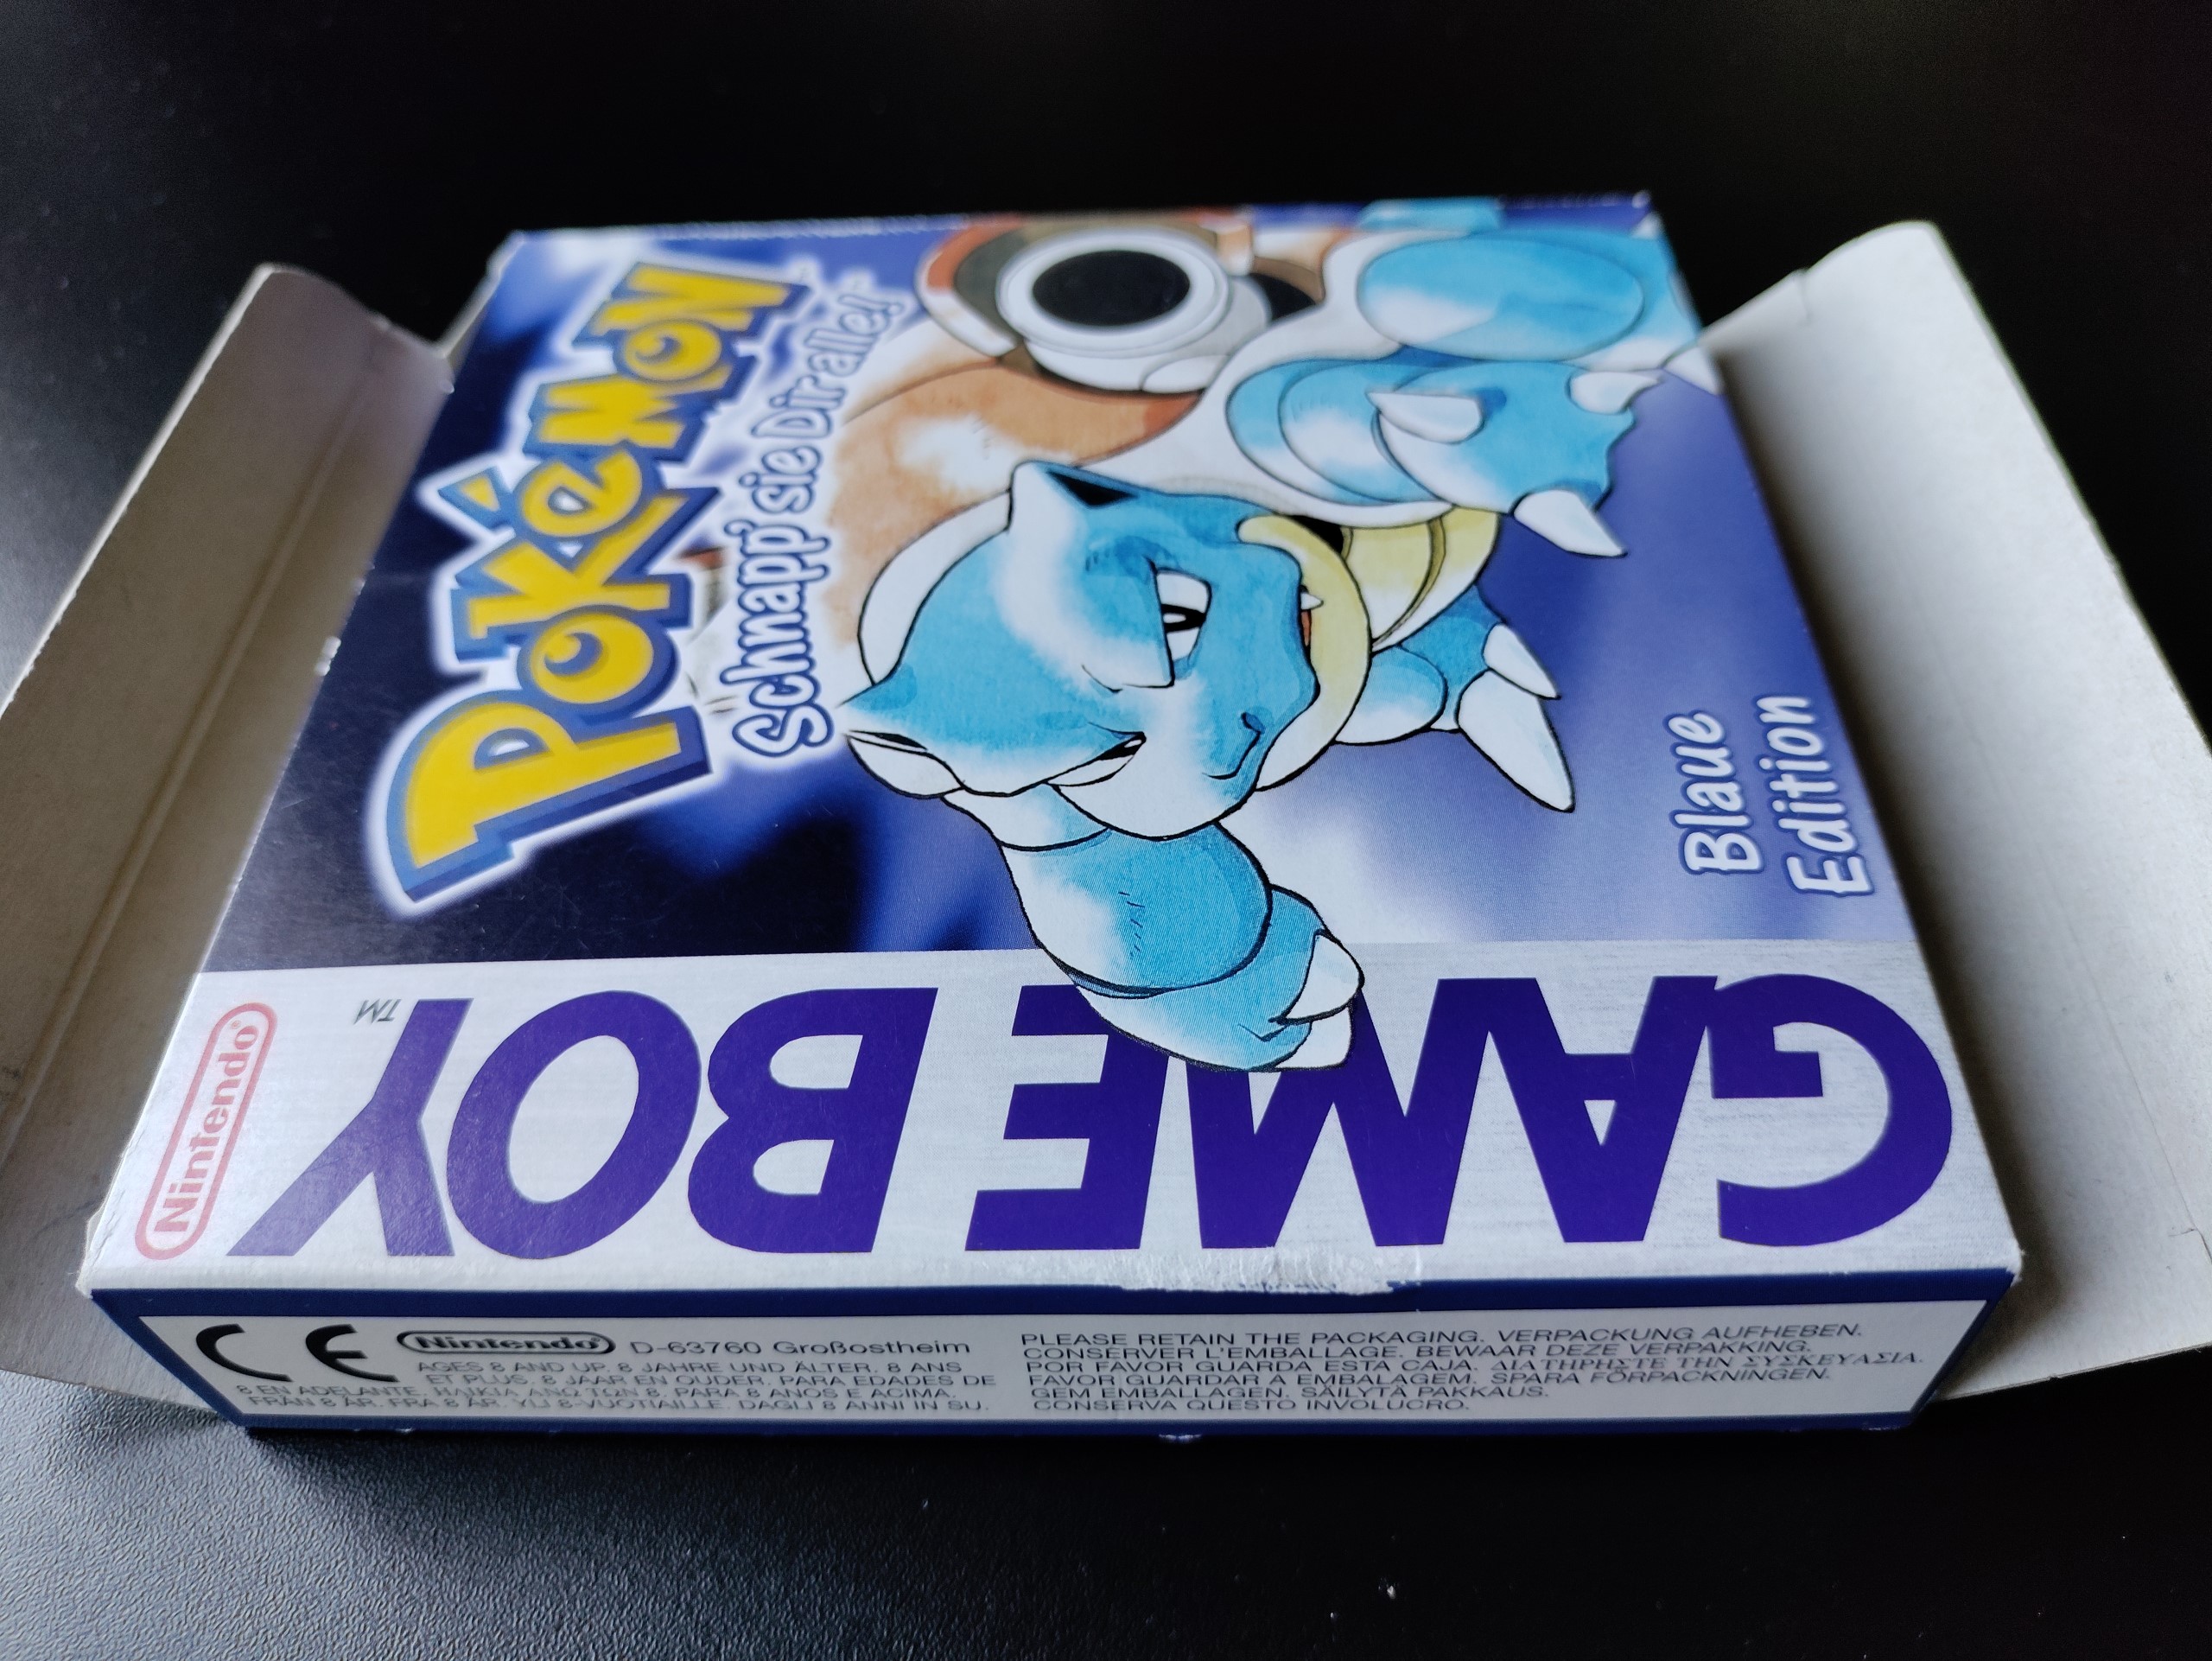 Pokémon
Schnapp' sie Dir alle!
Blaue
Edition
GAME BOY™
Nintendo®
CE
Nintendo® D-63760 Großostheim
AGES 8 AND UP. 8 JAHRE UND ÄLTER. 8 ANS
ET PLUS. 8 JAAR EN OUDER. PARA EDADES DE
8 EN ADELANTE. ΗΛΙΚΙΑ ΑΝΩ ΤΩΝ 8. PARA 8 ANOS E ACIMA.
FRÅN 8 ÅR. FRA 8 ÅR. YLI 8-VUOTIAILLE. DAGLI 8 ANNI IN SU.
PLEASE RETAIN THE PACKAGING. VERPACKUNG AUFHEBEN.
CONSERVER L'EMBALLAGE. BEWAAR DEZE VERPAKKING.
POR FAVOR GUARDA ESTA CAJA. ΔΙΑΤΗΡΗΣΤΕ ΤΗΝ ΣΥΣΚΕΥΑΣΙΑ.
FAVOR GUARDAR A EMBALAGEM. SPARA FÖRPACKNINGEN.
GEM EMBALLAGEN. SÄILYTÄ PAKKAUS.
CONSERVA QUESTO INVOLUCRO.